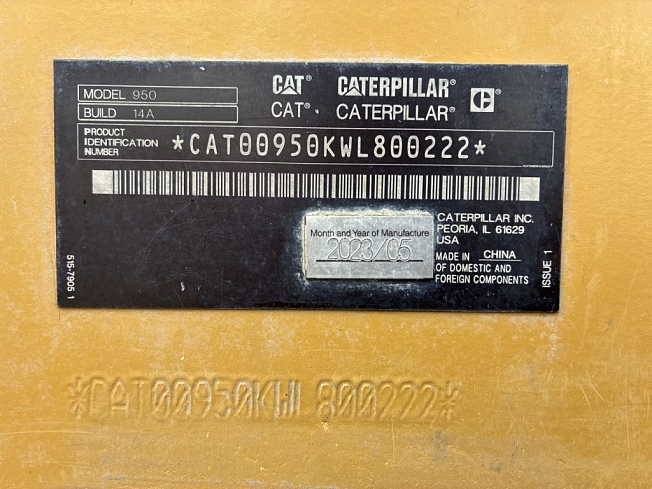 MODEL 950
BUILD 14A
CAT® CATERPILLAR®
CAT® CATERPILLAR® C
PRODUCT IDENTIFICATION NUMBER
*CAT00950KWL800222*
Month and Year of Manufacture
2023/05
CATERPILLAR INC.
PEORIA, IL 61629
USA
MADE IN CHINA
OF DOMESTIC AND
FOREIGN COMPONENTS
515-7905 1
ISSUE 1
*CAT00950KWL800222*